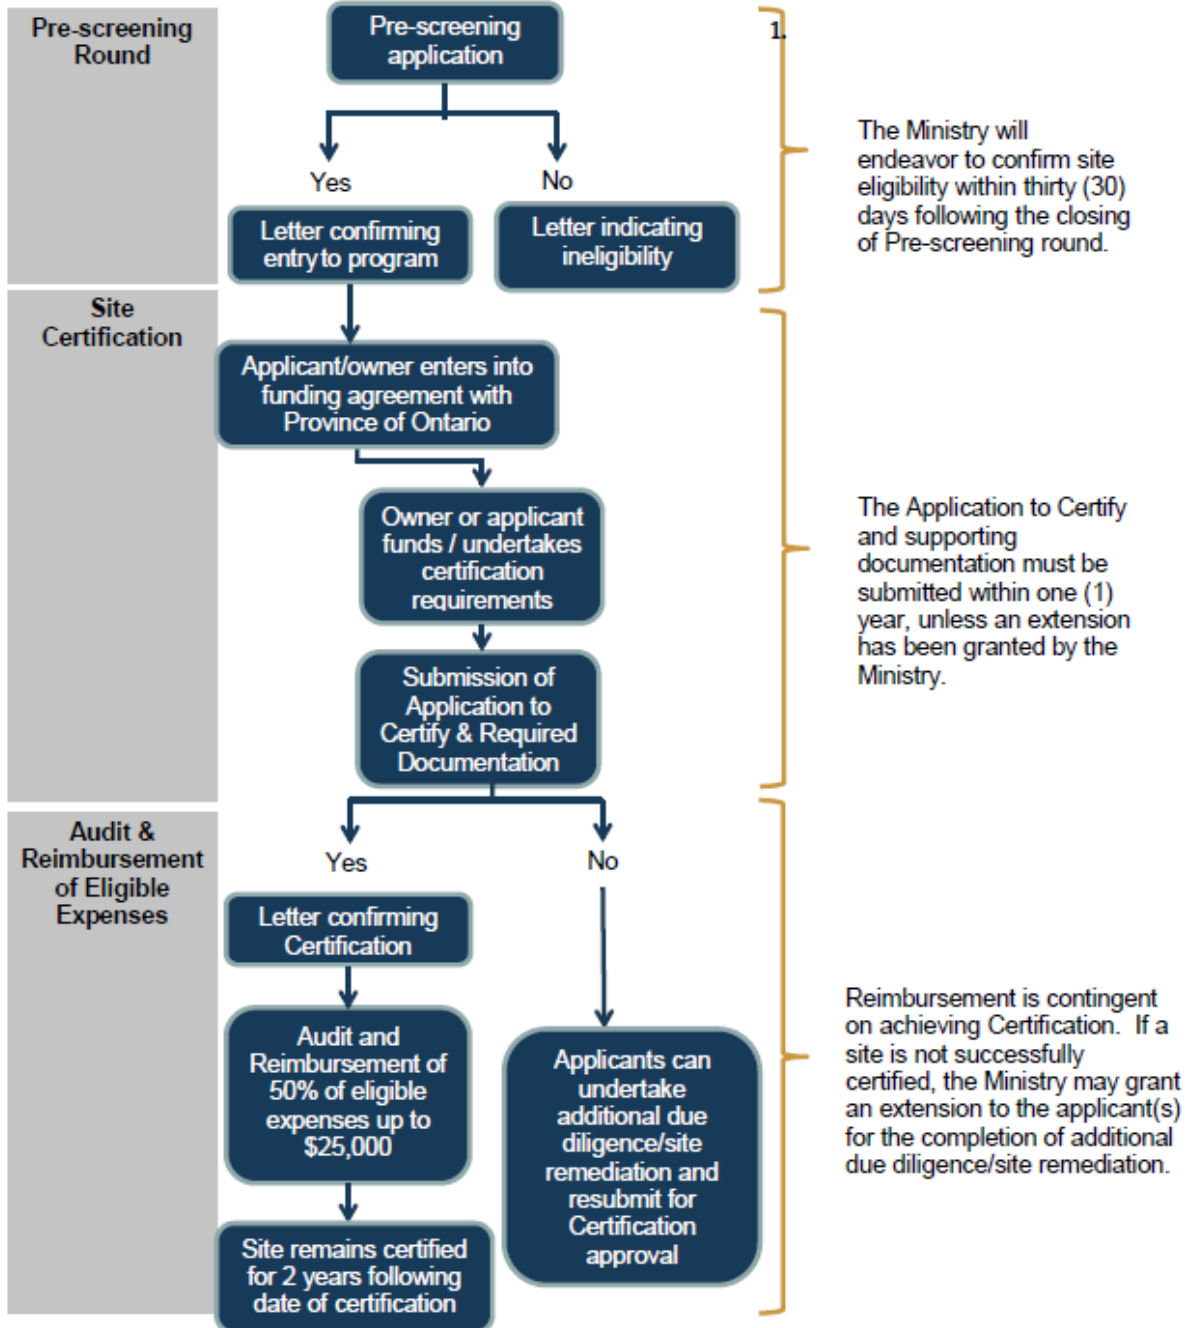 Pre-screening
Round
Pre-screening
application
1.
Yes
No
Letter confirming
entry to program
Letter indicating
ineligibility
The Ministry will
endeavor to confirm site
eligibility within thirty (30)
days following the closing
of Pre-screening round.
Site
Certification
Applicant/owner enters into
funding agreement with
Province of Ontario
Owner or applicant
funds / undertakes
certification
requirements
Submission of
Application to
Certify & Required
Documentation
The Application to Certify
and supporting
documentation must be
submitted within one (1)
year, unless an extension
has been granted by the
Ministry.
Audit &
Reimbursement
of Eligible
Expenses
Yes
No
Letter confirming
Certification
Audit and
Reimbursement of
50% of eligible
expenses up to
$25,000
Site remains certified
for 2 years following
date of certification
Applicants can
undertake
additional due
diligence/site
remediation and
resubmit for
Certification
approval
Reimbursement is contingent
on achieving Certification. If a
site is not successfully
certified, the Ministry may grant
an extension to the applicant(s)
for the completion of additional
due diligence/site remediation.